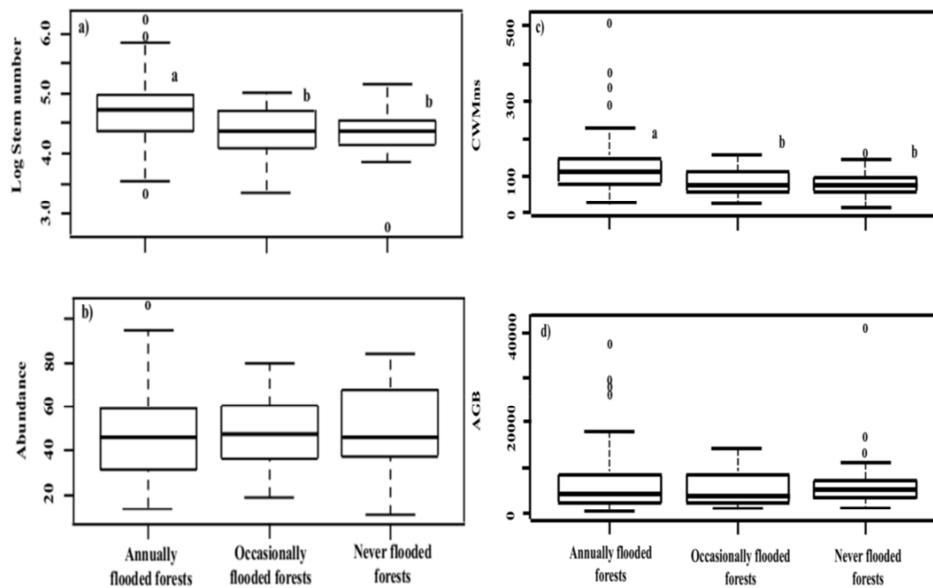 a)
Log Stem number
6.0
5.0
4.0
3.0
a
b
b
c)
CWMms
500
300
100
0
a
b
b
b)
Abundance
80
50
40
20
Annually
flooded forests
Occasionally
flooded forests
Never flooded
forests
d)
AGB
40000
20000
0
Annually flooded
forests
Occasionally flooded
forests
Never flooded
forests